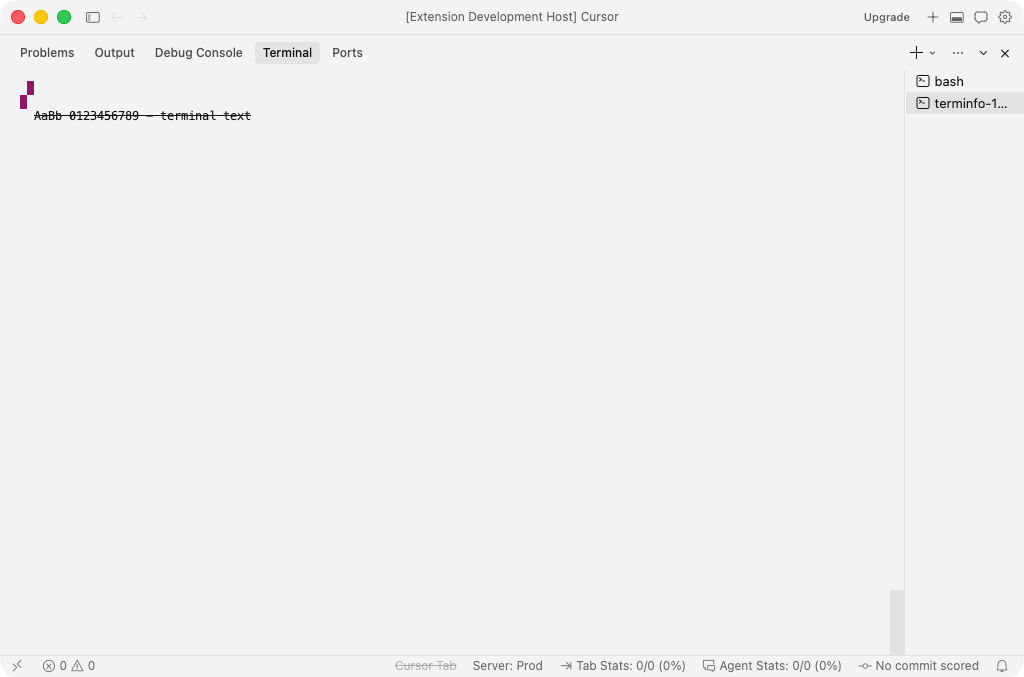 [Extension Development Host] Cursor
Upgrade
Problems Output Debug Console Terminal Ports
bash
terminfo-1...
AaBb 0123456789 — terminal text
0 0 Cursor Tab Server: Prod Tab Stats: 0/0 (0%) Agent Stats: 0/0 (0%) No commit scored